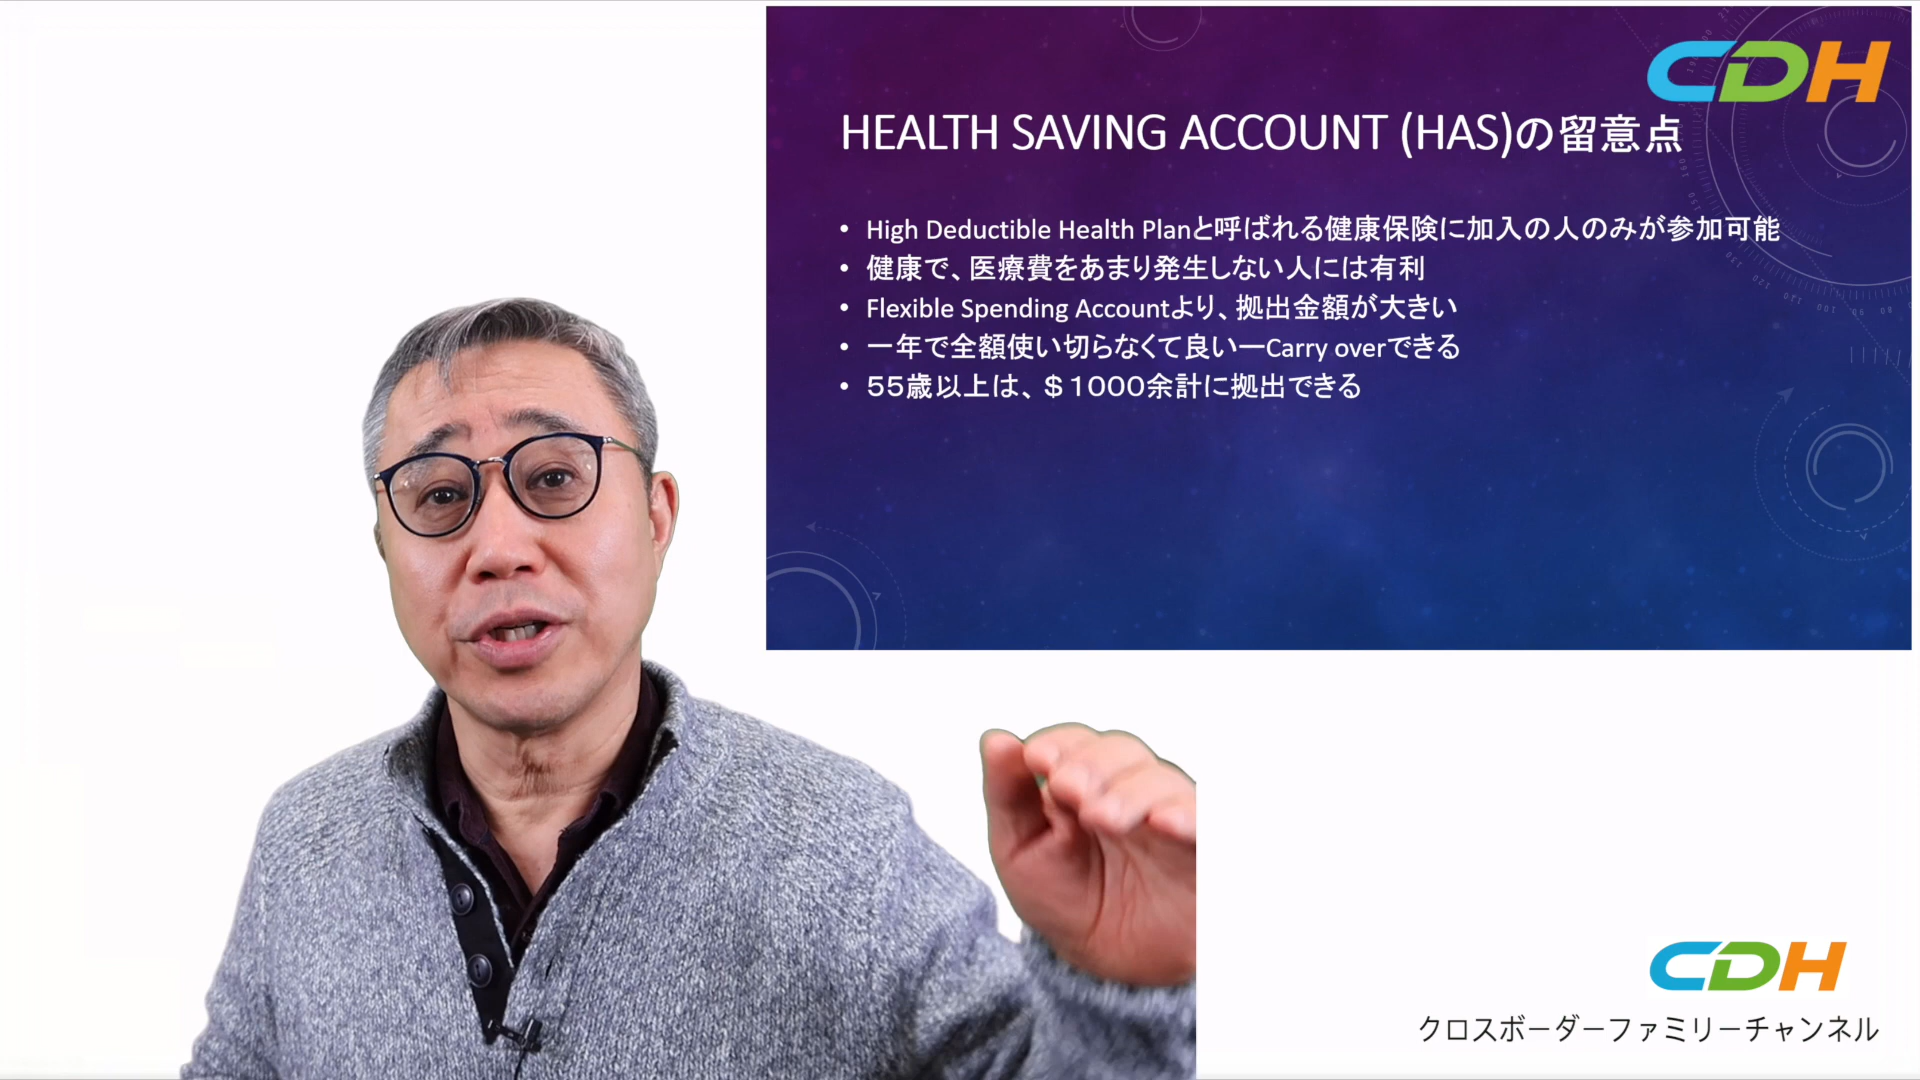 CDH
HEALTH SAVING ACCOUNT (HAS)の留意点
• High Deductible Health Planと呼ばれる健康保険に加入の人のみが参加可能
• 健康で、医療費をあまり発生しない人には有利
• Flexible Spending Accountより、拠出金額が大きい
• 一年で全額使い切らなくて良いーCarry overできる
• ５５歳以上は、＄１０００余計に拠出できる
CDH
クロスボーダーファミリーチャンネル